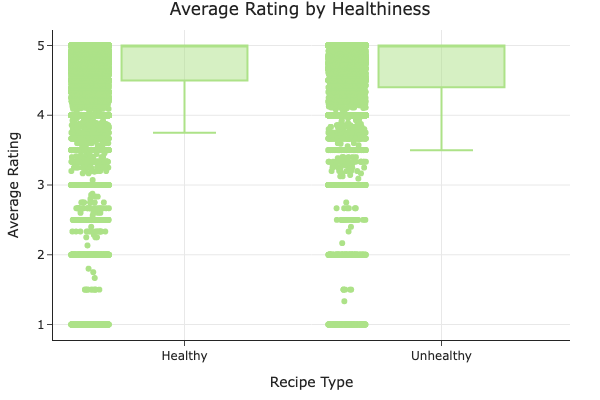 Average Rating by Healthiness
5
4
3
2
1
Average Rating
Healthy
Unhealthy
Recipe Type